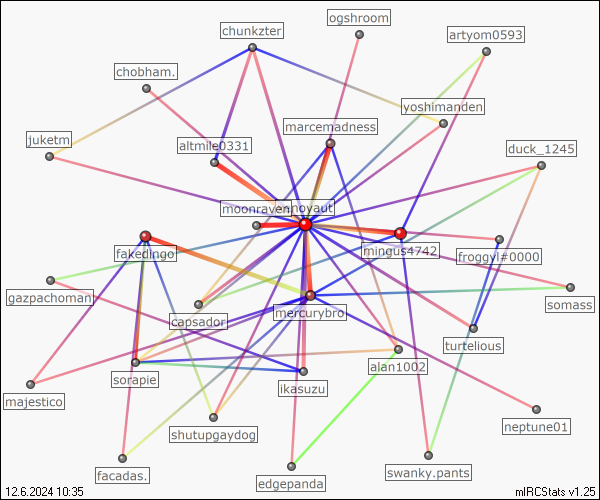 ogshroom
chunkzter
artyom0593
chobham.
yoshimanden
marcemadness
juketm
altmile0331
duck_1245
moonraven
noyaut
mingus4742
fakedingo
froggyl#0000
gazpachoman
somass
capsador
mercurybro
turtelious
alan1002
sorapie
ikasuzu
majestico
neptune01
shutupgaydog
facadas.
swanky.pants
edgepanda
12.6.2024 10:35
mIRCStats v1.25